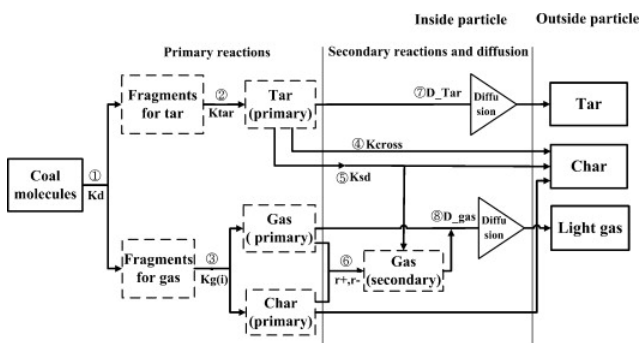 Inside particle
Outside particle
Primary reactions
Secondary reactions and diffusion
Fragments
for tar
②
Ktar
Tar
(primary)
⑦D_Tar
Diffu
sion
Tar
④Kcross
Char
⑤Ksd
Coal
molecules
①
Kd
Gas
( primary)
⑧D_gas
Diffu
sion
Light gas
Fragments
for gas
③
Kg(i)
⑥
r+,r-
Gas
(secondary)
Char
(primary)